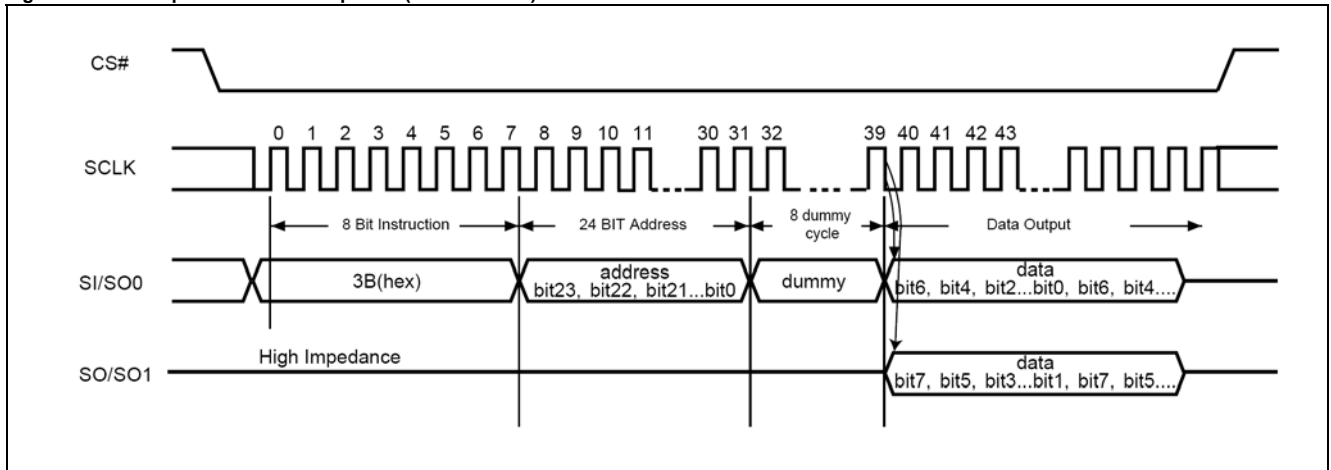 CS#
0 1 2 3 4 5 6 7 8 9 10 11 30 31 32 39 40 41 42 43
SCLK
8 Bit Instruction 24 BIT Address 8 dummy cycle Data Output
SI/SO0 3B(hex) address dummy data
bit23, bit22, bit21...bit0 bit6, bit4, bit2...bit0, bit6, bit4....
High Impedance
SO/SO1 data
bit7, bit5, bit3...bit1, bit7, bit5....